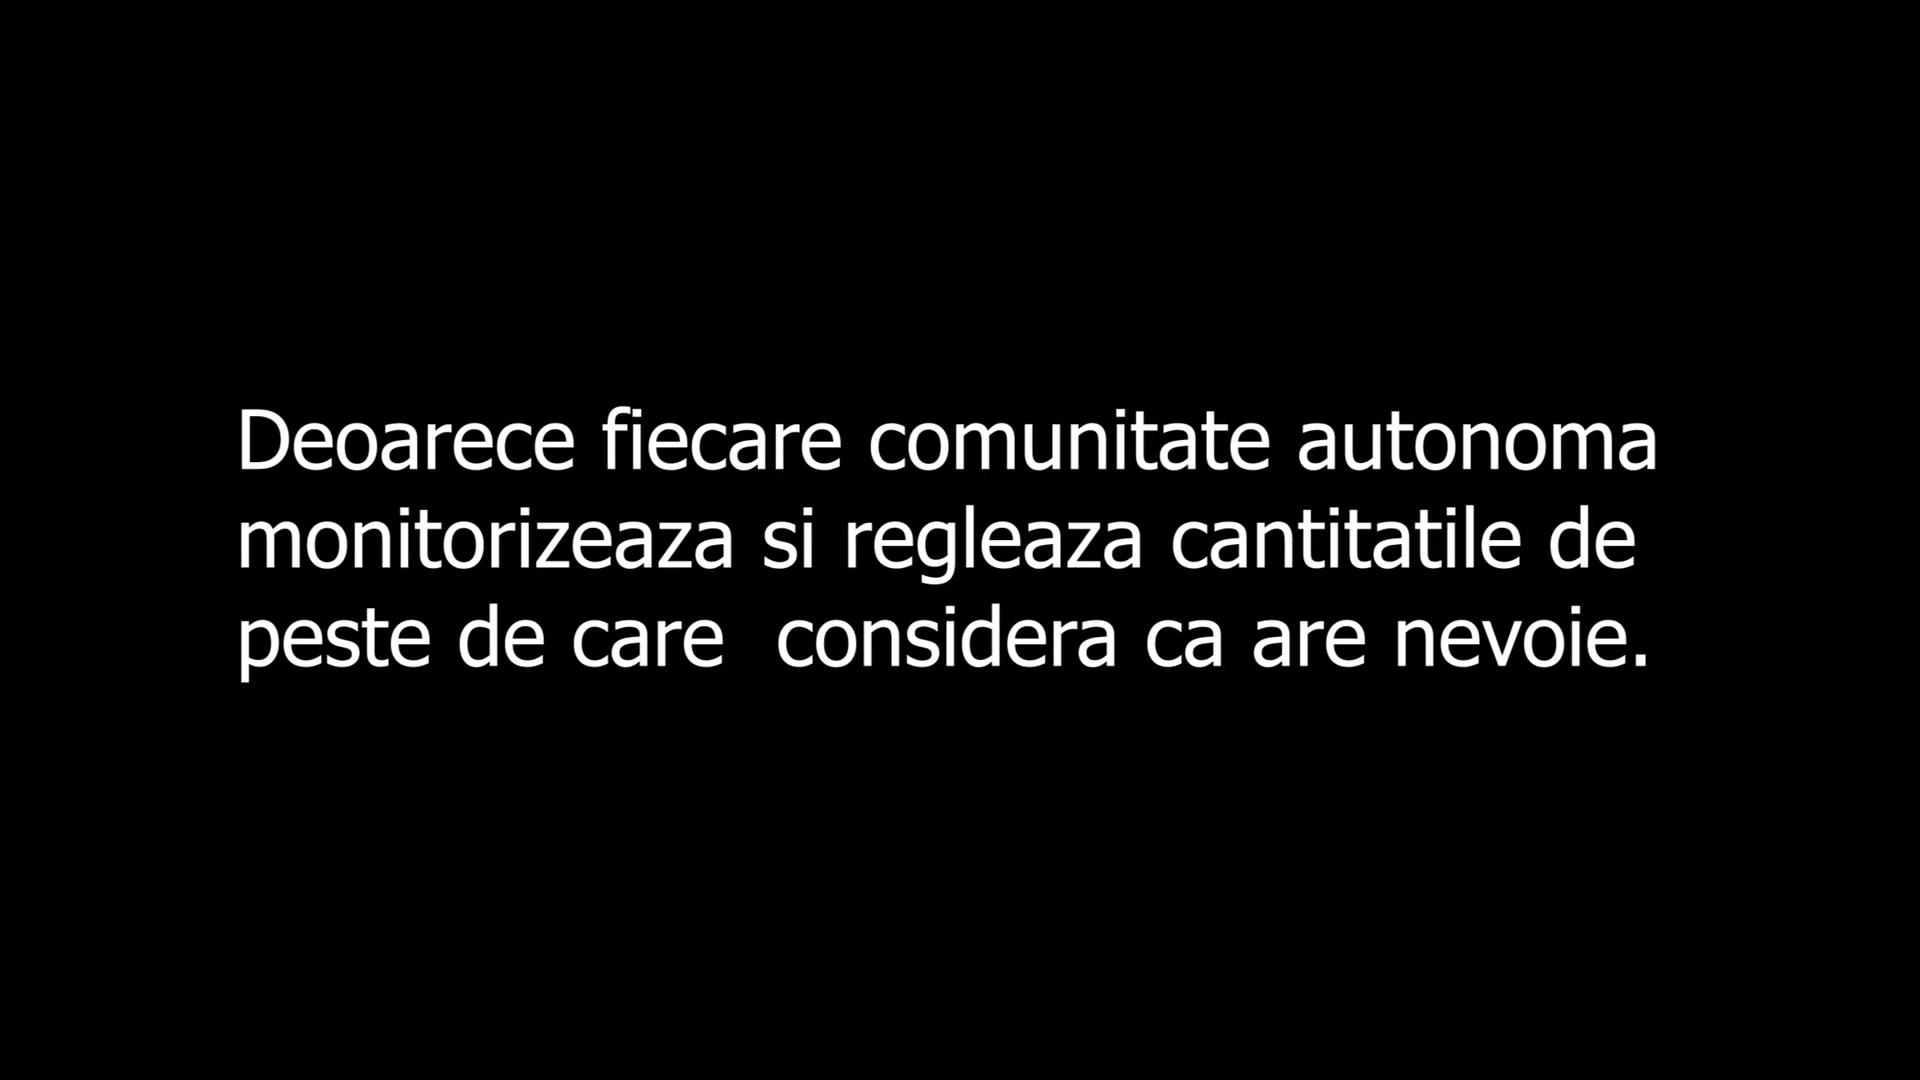 Deoarece fiecare comunitate autonoma
monitorizeaza si regleaza cantitatile de
peste de care  considera ca are nevoie.